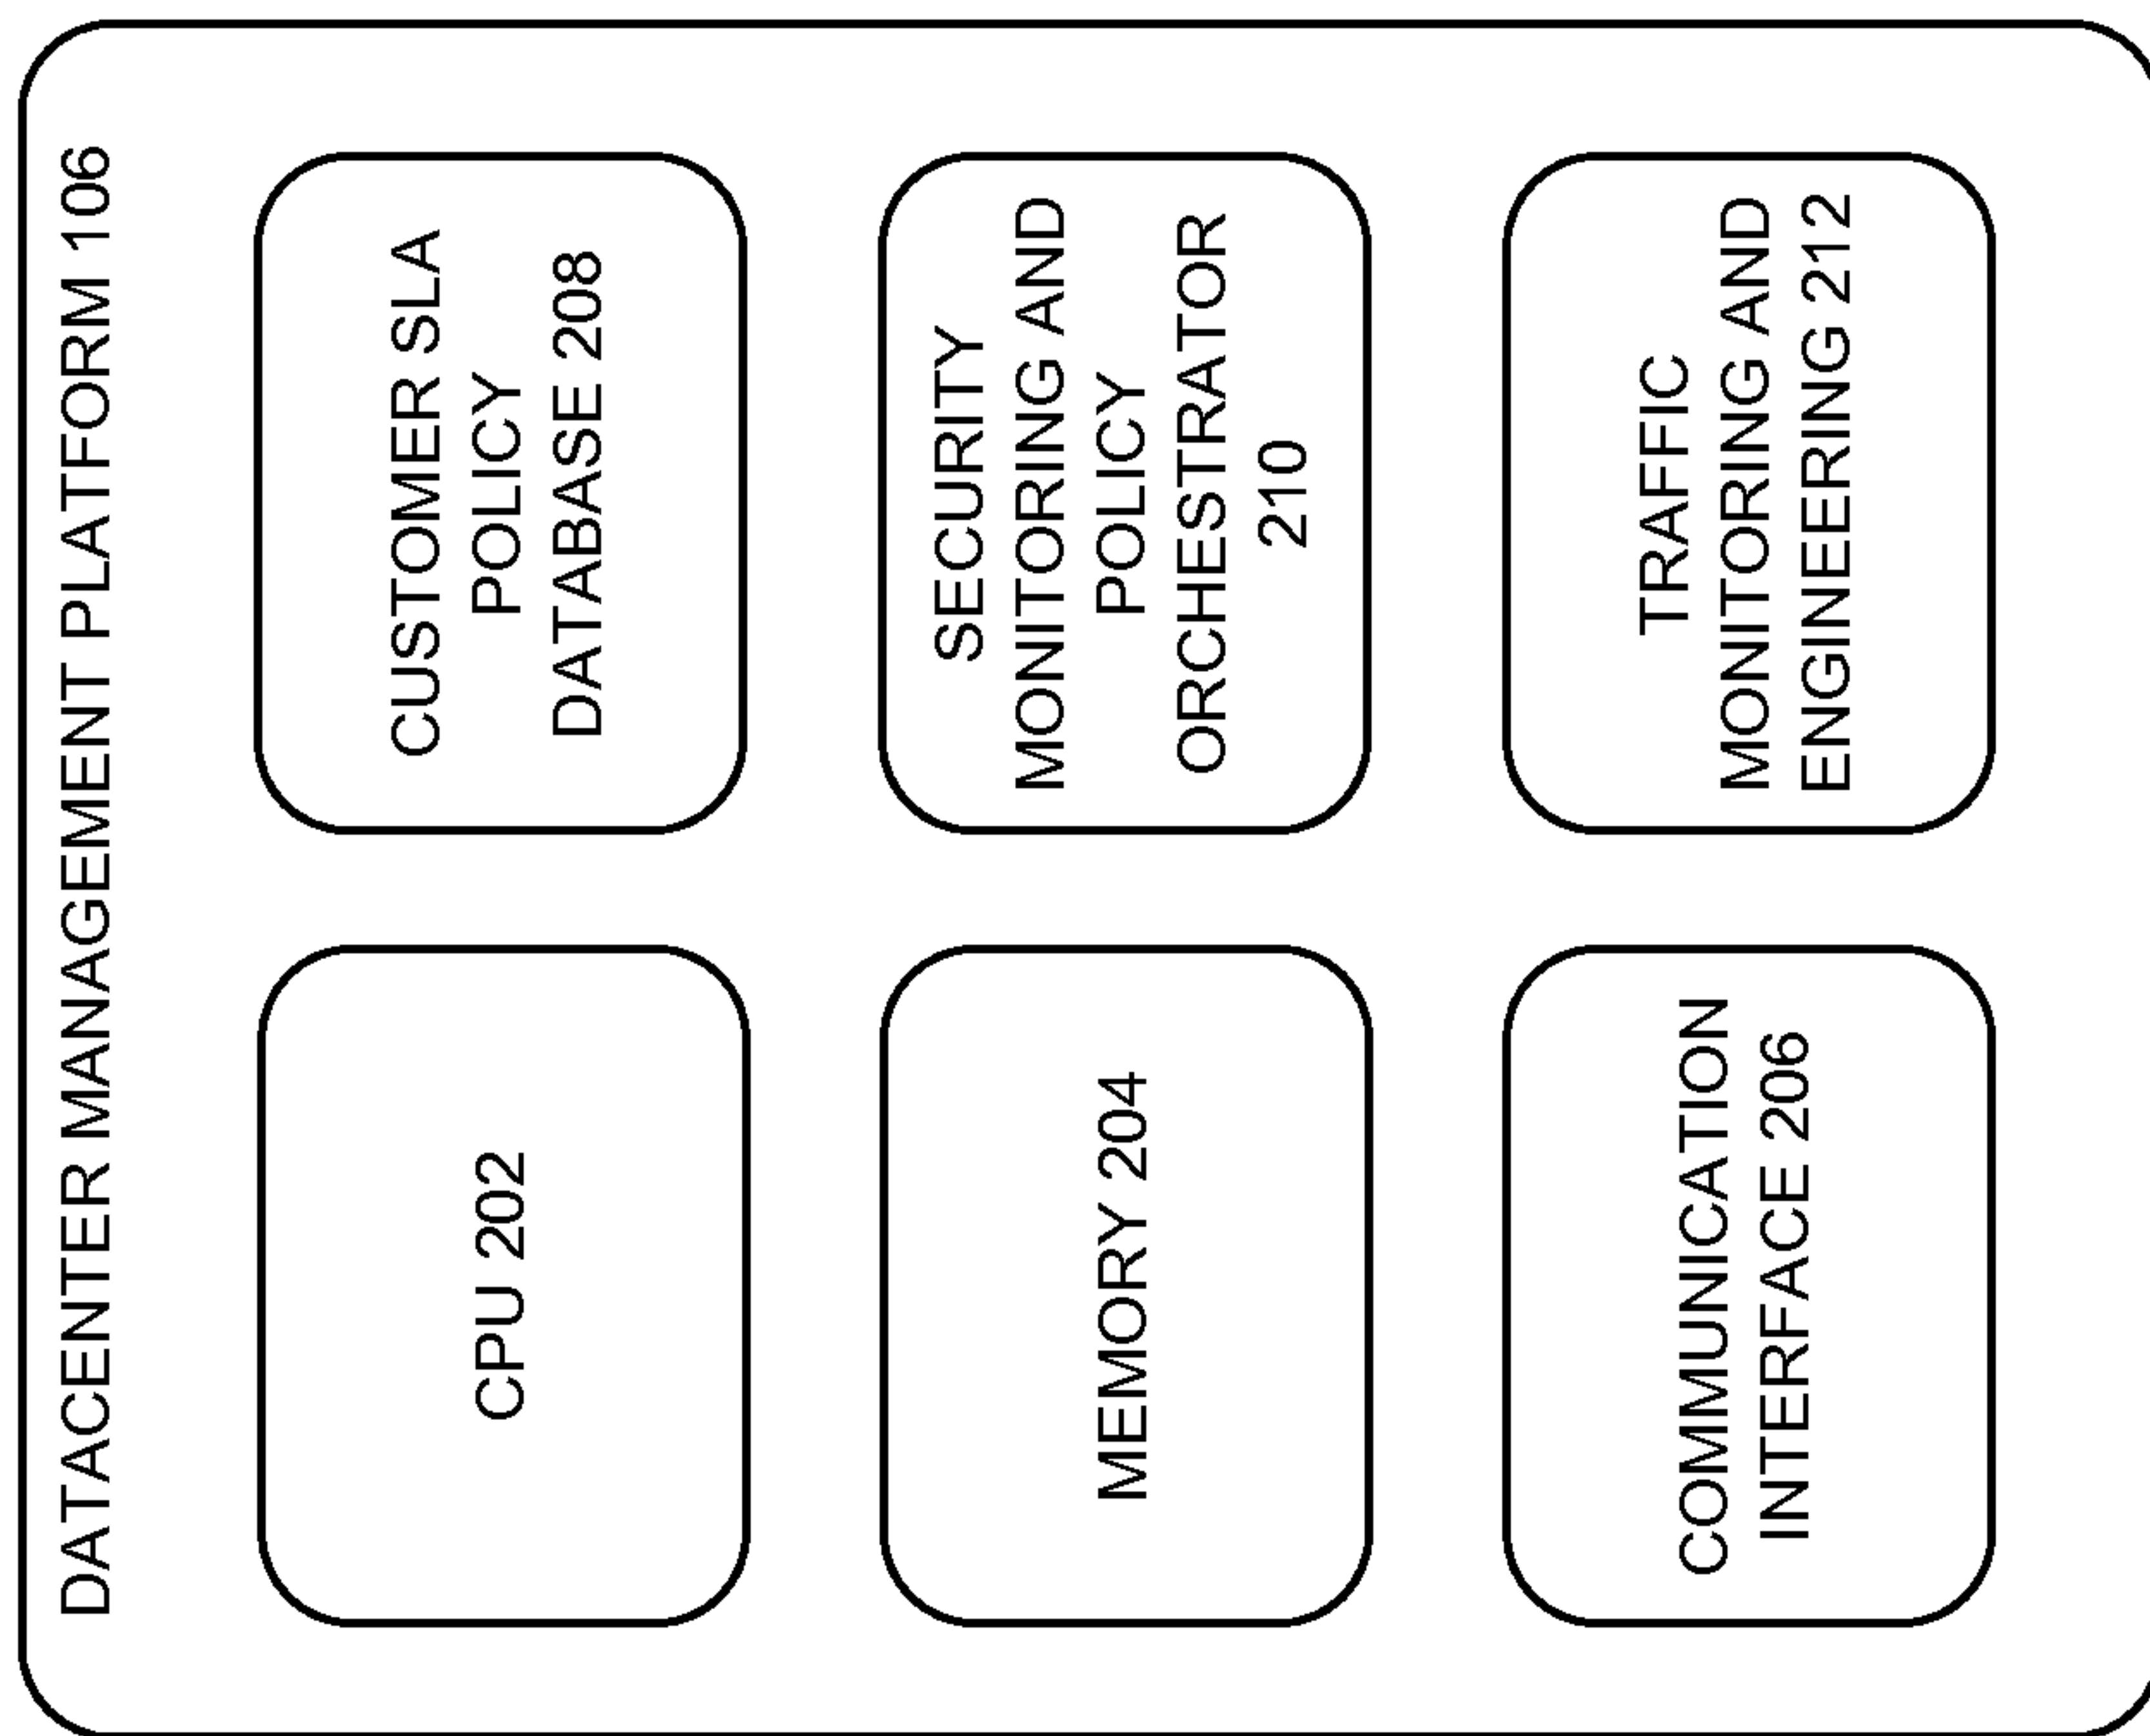 DATACENTER MANAGEMENT PLATFORM 106
CPU 202
CUSTOMER SLA
POLICY
DATABASE 208
MEMORY 204
SECURITY
MONITORING AND
POLICY
ORCHESTRATOR
210
COMMUNICATION
INTERFACE 206
TRAFFIC
MONITORING AND
ENGINEERING 212